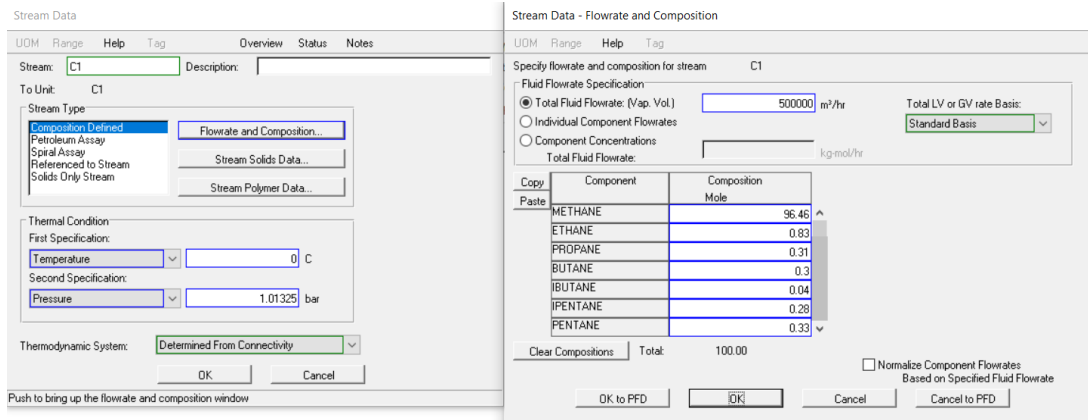 Stream Data
UOM Range Help Tag Overview Status Notes
Stream: C1 Description:
To Unit: C1
Stream Type
Composition Defined
Petroleum Assay
Spiral Assay
Referenced to Stream
Solids Only Stream
Flowrate and Composition...
Stream Solids Data...
Stream Polymer Data...
Thermal Condition
First Specification:
Temperature 0 C
Second Specification:
Pressure 1.01325 bar
Thermodynamic System: Determined From Connectivity
OK Cancel
Push to bring up the flowrate and composition window
Stream Data - Flowrate and Composition
UOM Range Help Tag
Specify flowrate and composition for stream C1
Fluid Flowrate Specification
Total Fluid Flowrate: (Vap. Vol.) 500000 m³/hr
Individual Component Flowrates
Component Concentrations
Total Fluid Flowrate: kg-mol/hr
Total LV or GV rate Basis:
Standard Basis
Copy
Paste
Component Composition
Mole
METHANE 96.46
ETHANE 0.83
PROPANE 0.31
BUTANE 0.3
IBUTANE 0.04
IPENTANE 0.28
PENTANE 0.33
Clear Compositions Total: 100.00
Normalize Component Flowrates
Based on Specified Fluid Flowrate
OK to PFD OK Cancel Cancel to PFD